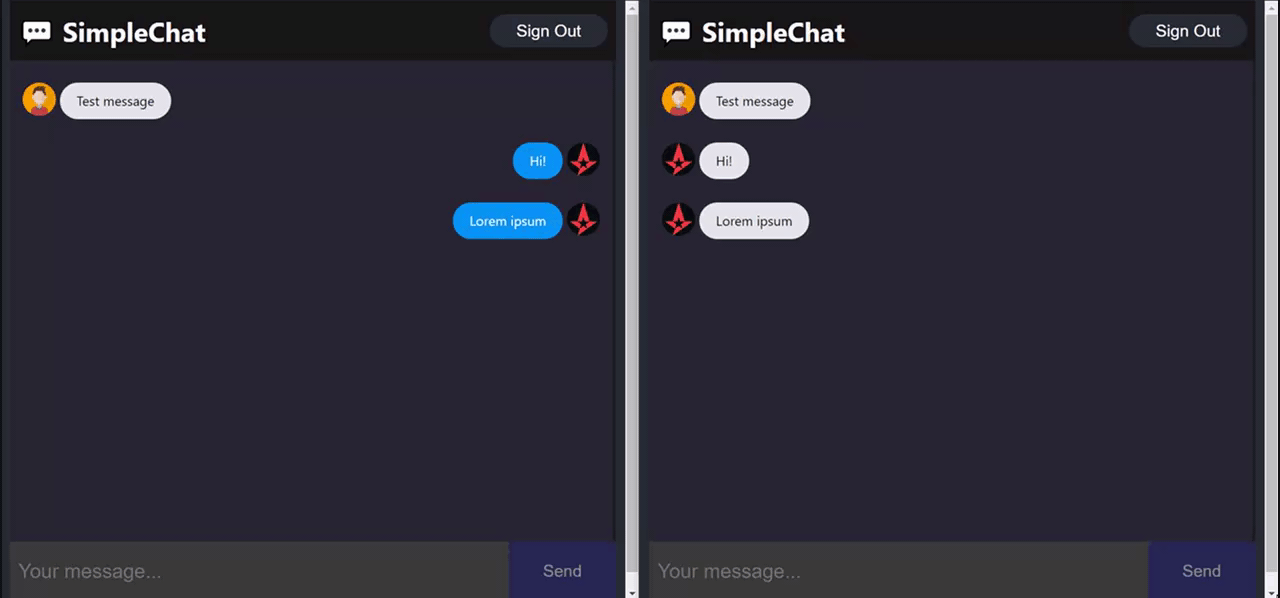 SimpleChat
Sign Out
Test message
Hi!
Lorem ipsum
Your message...
Send
SimpleChat
Sign Out
Test message
Hi!
Lorem ipsum
Your message...
Send